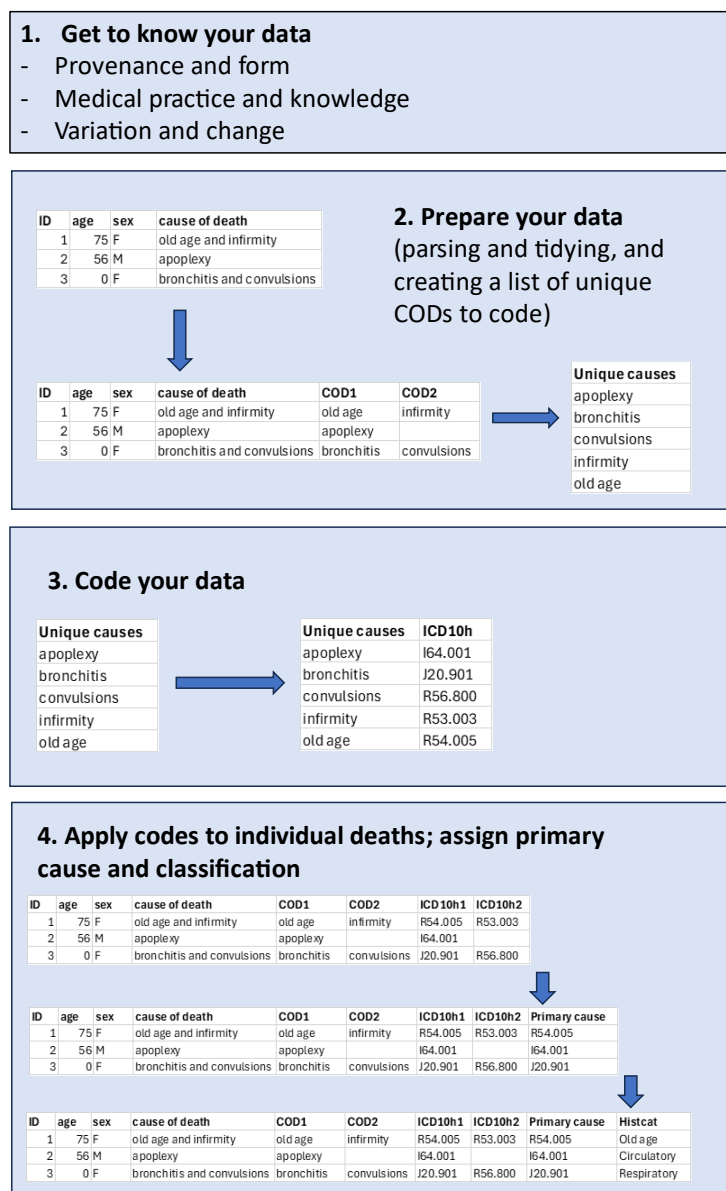 1. Get to know your data
- Provenance and form
- Medical practice and knowledge
- Variation and change
2. Prepare your data
(parsing and tidying, and
creating a list of unique
CODs to code)
ID age sex cause of death
1 75 F old age and infirmity
2 56 M apoplexy
3 0 F bronchitis and convulsions
ID age sex cause of death COD1 COD2
1 75 F old age and infirmity old age infirmity
2 56 M apoplexy apoplexy
3 0 F bronchitis and convulsions bronchitis convulsions
Unique causes
apoplexy
bronchitis
convulsions
infirmity
old age
3. Code your data
Unique causes
apoplexy
bronchitis
convulsions
infirmity
old age
Unique causes ICD10h
apoplexy I64.001
bronchitis J20.901
convulsions R56.800
infirmity R53.003
old age R54.005
4. Apply codes to individual deaths; assign primary
cause and classification
ID age sex cause of death COD1 COD2 ICD10h1 ICD10h2
1 75 F old age and infirmity old age infirmity R54.005 R53.003
2 56 M apoplexy apoplexy I64.001
3 0 F bronchitis and convulsions bronchitis convulsions J20.901 R56.800
ID age sex cause of death COD1 COD2 ICD10h1 ICD10h2 Primary cause
1 75 F old age and infirmity old age infirmity R54.005 R53.003 R54.005
2 56 M apoplexy apoplexy I64.001 I64.001
3 0 F bronchitis and convulsions bronchitis convulsions J20.901 R56.800 J20.901
ID age sex cause of death COD1 COD2 ICD10h1 ICD10h2 Primary cause Histcat
1 75 F old age and infirmity old age infirmity R54.005 R53.003 R54.005 Old age
2 56 M apoplexy apoplexy I64.001 I64.001 Circulatory
3 0 F bronchitis and convulsions bronchitis convulsions J20.901 R56.800 J20.901 Respiratory